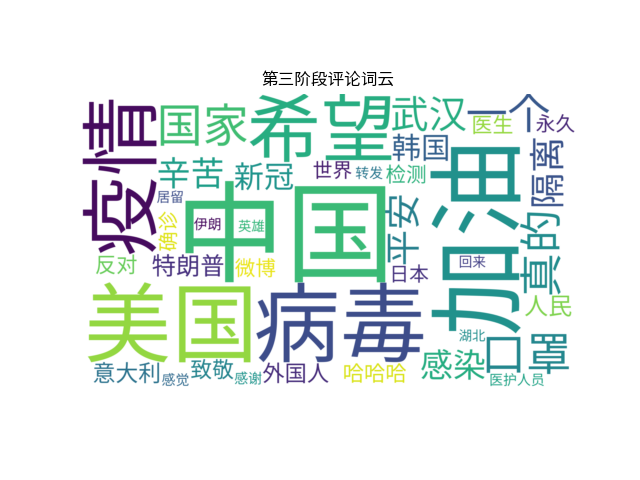 第三阶段评论词云
疫情
国家
希望
武汉
一个
医生
永久
韩国
隔离
辛苦
新冠
世界
转发
检测
居留
中国
加油
确诊
伊朗
英雄
平安
真的
反对
特朗普
微博
日本
回来
人民
美国
病毒
口罩
湖北
意大利
感觉
致敬
感谢
外国人
哈哈哈
感染
医护人员